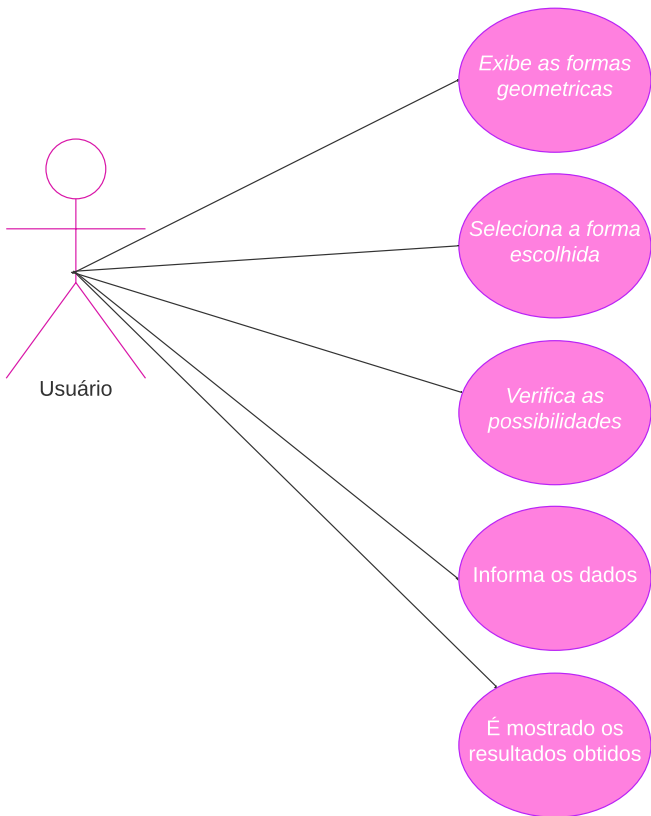 Exibe as formas
geometricas
Seleciona a forma
escolhida
Usuário
Verifica as
possibilidades
Informa os dados
É mostrado os
resultados obtidos